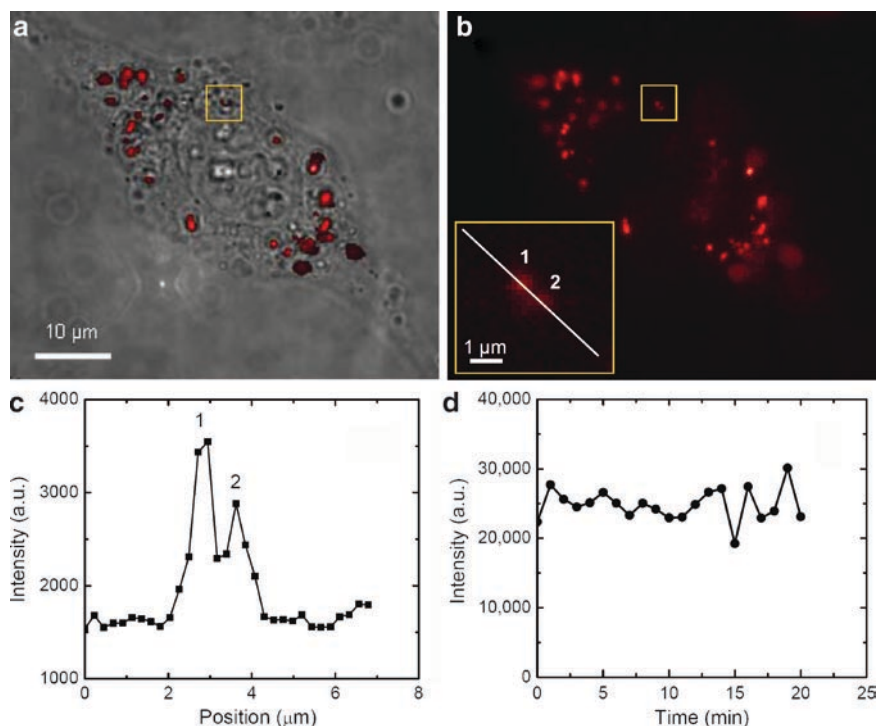 a
10 μm
b
1
2
1 μm
c
4000
3000
2000
1000
Intensity (a.u.)
1
2
0
2
4
6
8
Position (μm)
d
40,000
30,000
20,000
10,000
0
Intensity (a.u.)
0
5
10
15
20
25
Time (min)